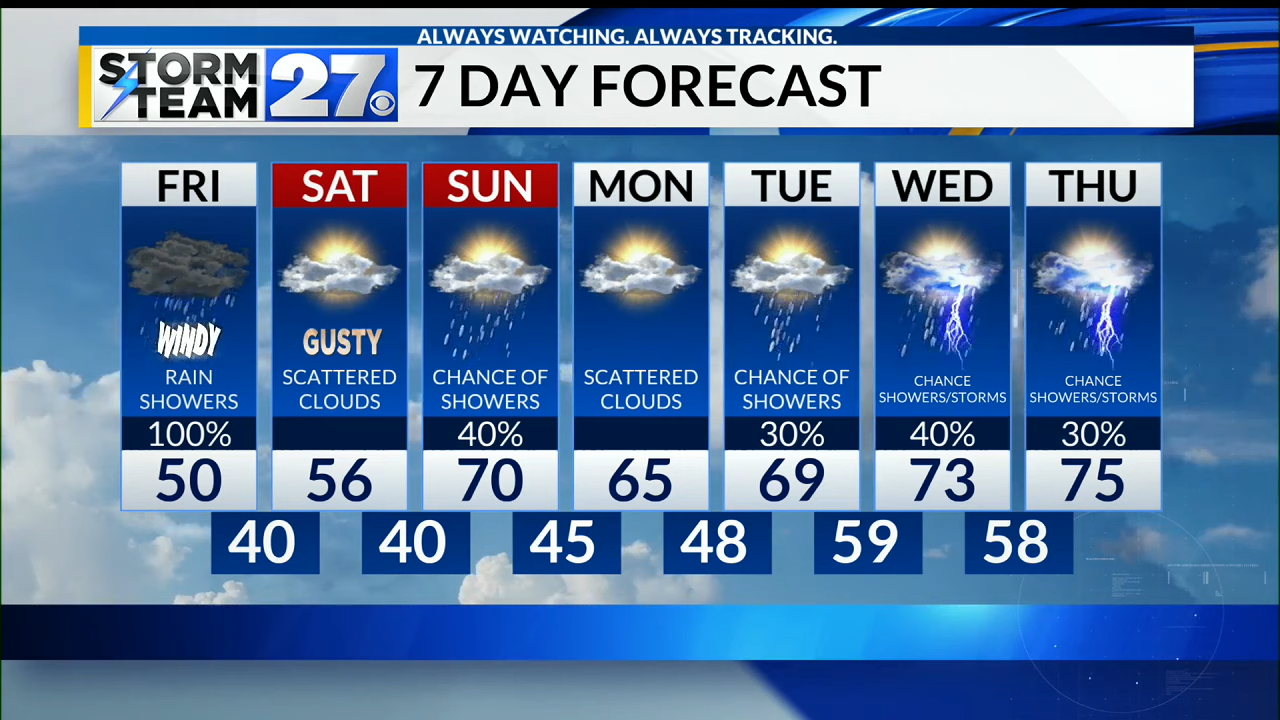 ALWAYS WATCHING. ALWAYS TRACKING.
STORM
TEAM
27
7 DAY FORECAST
FRI
SAT
SUN
MON
TUE
WED
THU
WINDY
GUSTY
RAIN
SHOWERS
SCATTERED
CLOUDS
CHANCE OF
SHOWERS
SCATTERED
CLOUDS
CHANCE OF
SHOWERS
CHANCE
SHOWERS/STORMS
CHANCE
SHOWERS/STORMS
100%
40%
30%
40%
30%
50
56
70
65
69
73
75
40
40
45
48
59
58